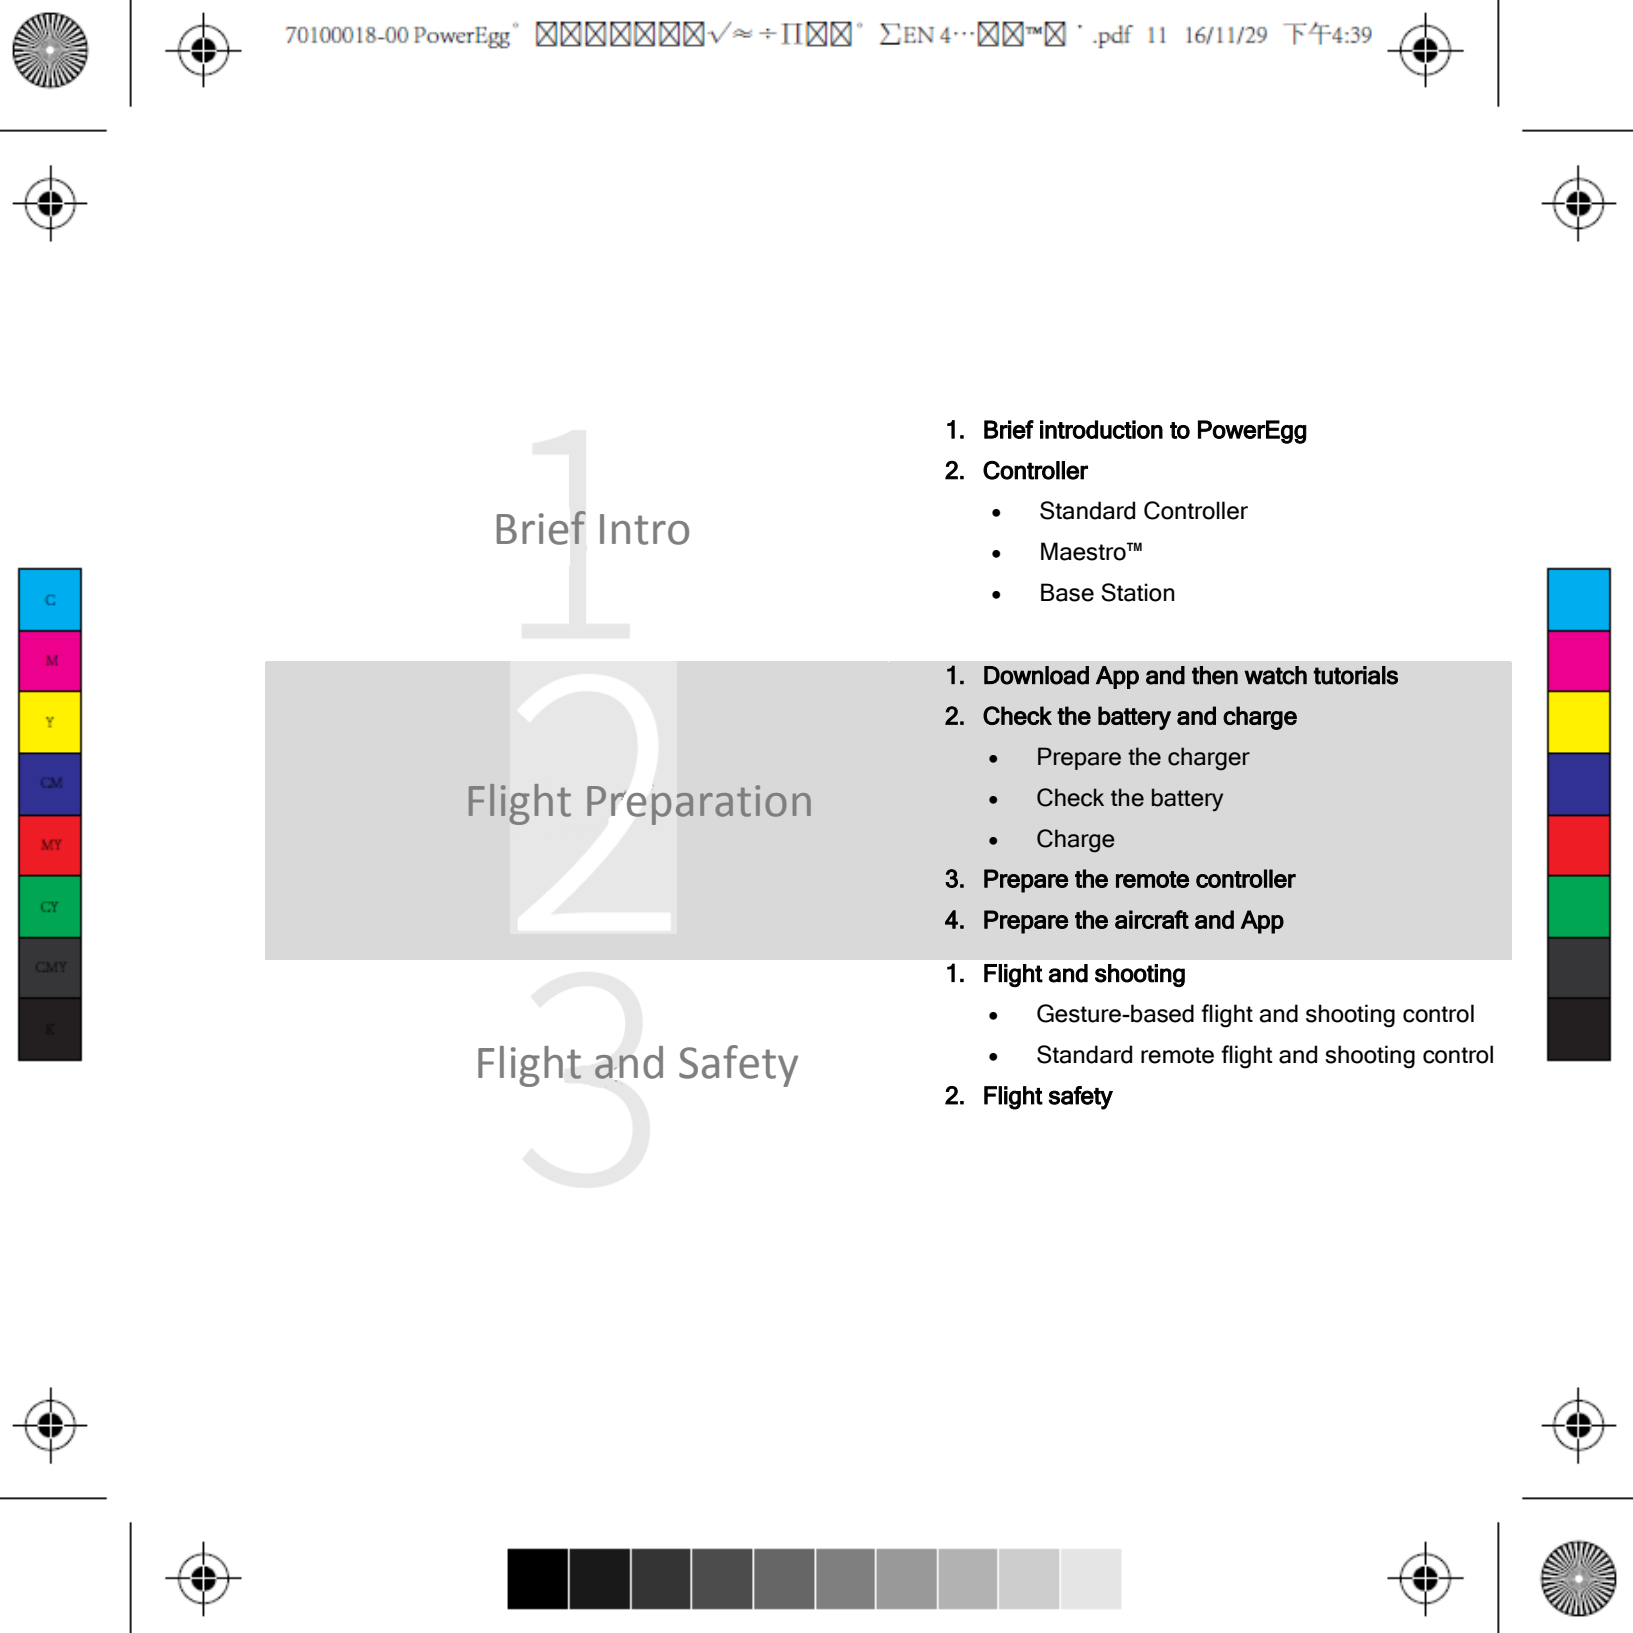 70100018-00 PowerEgg° √≈÷∏° ∑EN 4…™˙.pdf 11 16/11/29 下午4:39
1
Brief Intro
1. Brief introduction to PowerEgg
2. Controller
• Standard Controller
• Maestro™
• Base Station
2
Flight Preparation
1. Download App and then watch tutorials
2. Check the battery and charge
• Prepare the charger
• Check the battery
• Charge
3. Prepare the remote controller
4. Prepare the aircraft and App
3
Flight and Safety
1. Flight and shooting
• Gesture-based flight and shooting control
• Standard remote flight and shooting control
2. Flight safety
C
M
Y
CM
MY
CY
CMY
K